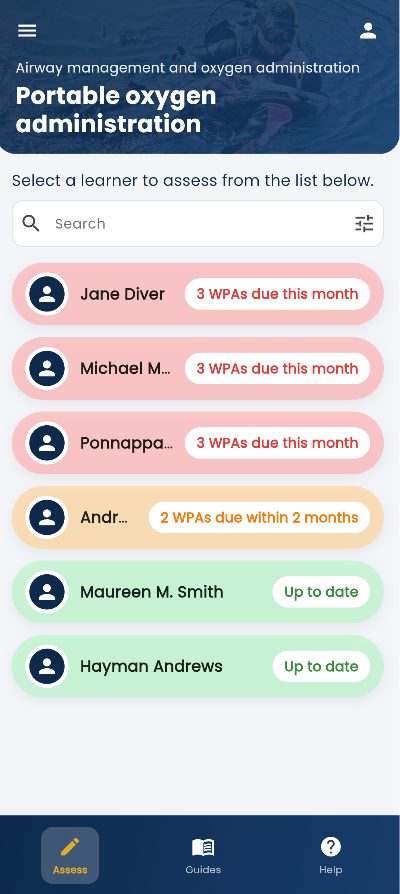 Airway management and oxygen administration
Portable oxygen
administration
Select a learner to assess from the list below.
Search
Jane Diver
3 WPAs due this month
Michael M...
3 WPAs due this month
Ponnappa...
3 WPAs due this month
Andr...
2 WPAs due within 2 months
Maureen M. Smith
Up to date
Hayman Andrews
Up to date
Assess
Guides
Help